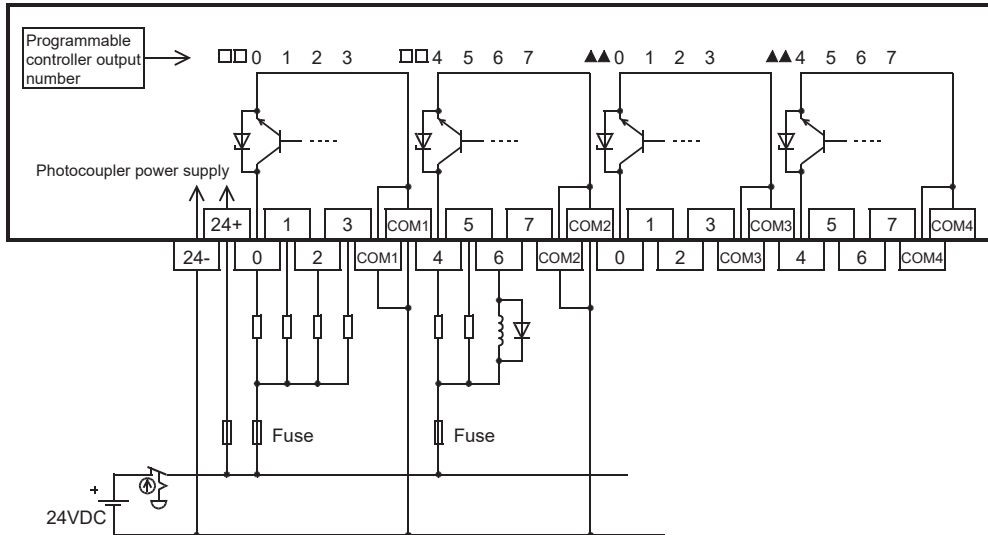 Programmable
controller output
number
□□0 1 2 3 □□4 5 6 7 ▲▲0 1 2 3 ▲▲4 5 6 7
Photocoupler power supply
24+ 1 3 COM1 5 7 COM2 1 3 COM3 5 7 COM4
24- 0 2 COM1 4 6 COM2 0 2 COM3 4 6 COM4
Fuse Fuse
+
24VDC